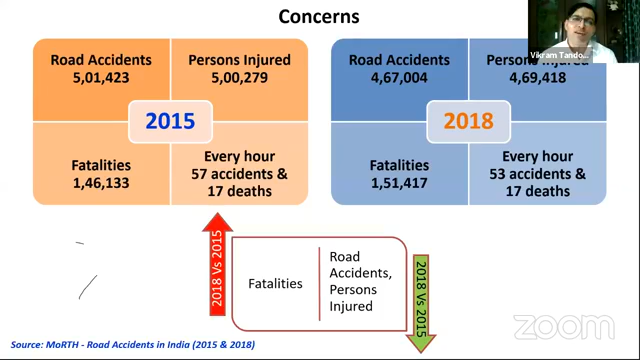 Concerns
Road Accidents
5,01,423
Persons Injured
5,00,279
2015
Fatalities
1,46,133
Every hour
57 accidents &
17 deaths
Road Accidents
4,67,004
Persons Injured
4,69,418
2018
Fatalities
1,51,417
Every hour
53 accidents &
17 deaths
Vikram Tando...
2018 Vs 2015
Fatalities
Road
Accidents,
Persons
Injured
2018 Vs 2015
zoom
Source: MoRTH - Road Accidents in India (2015 & 2018)